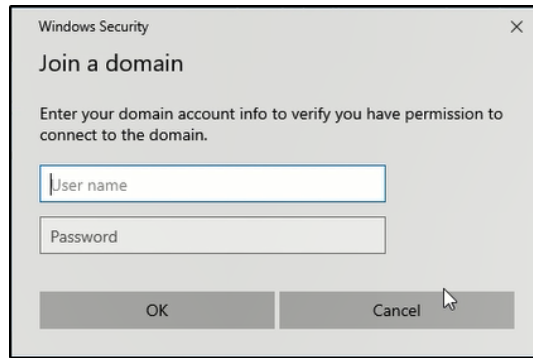 Windows Security
Join a domain
Enter your domain account info to verify you have permission to
connect to the domain.
User name
Password
OK
Cancel